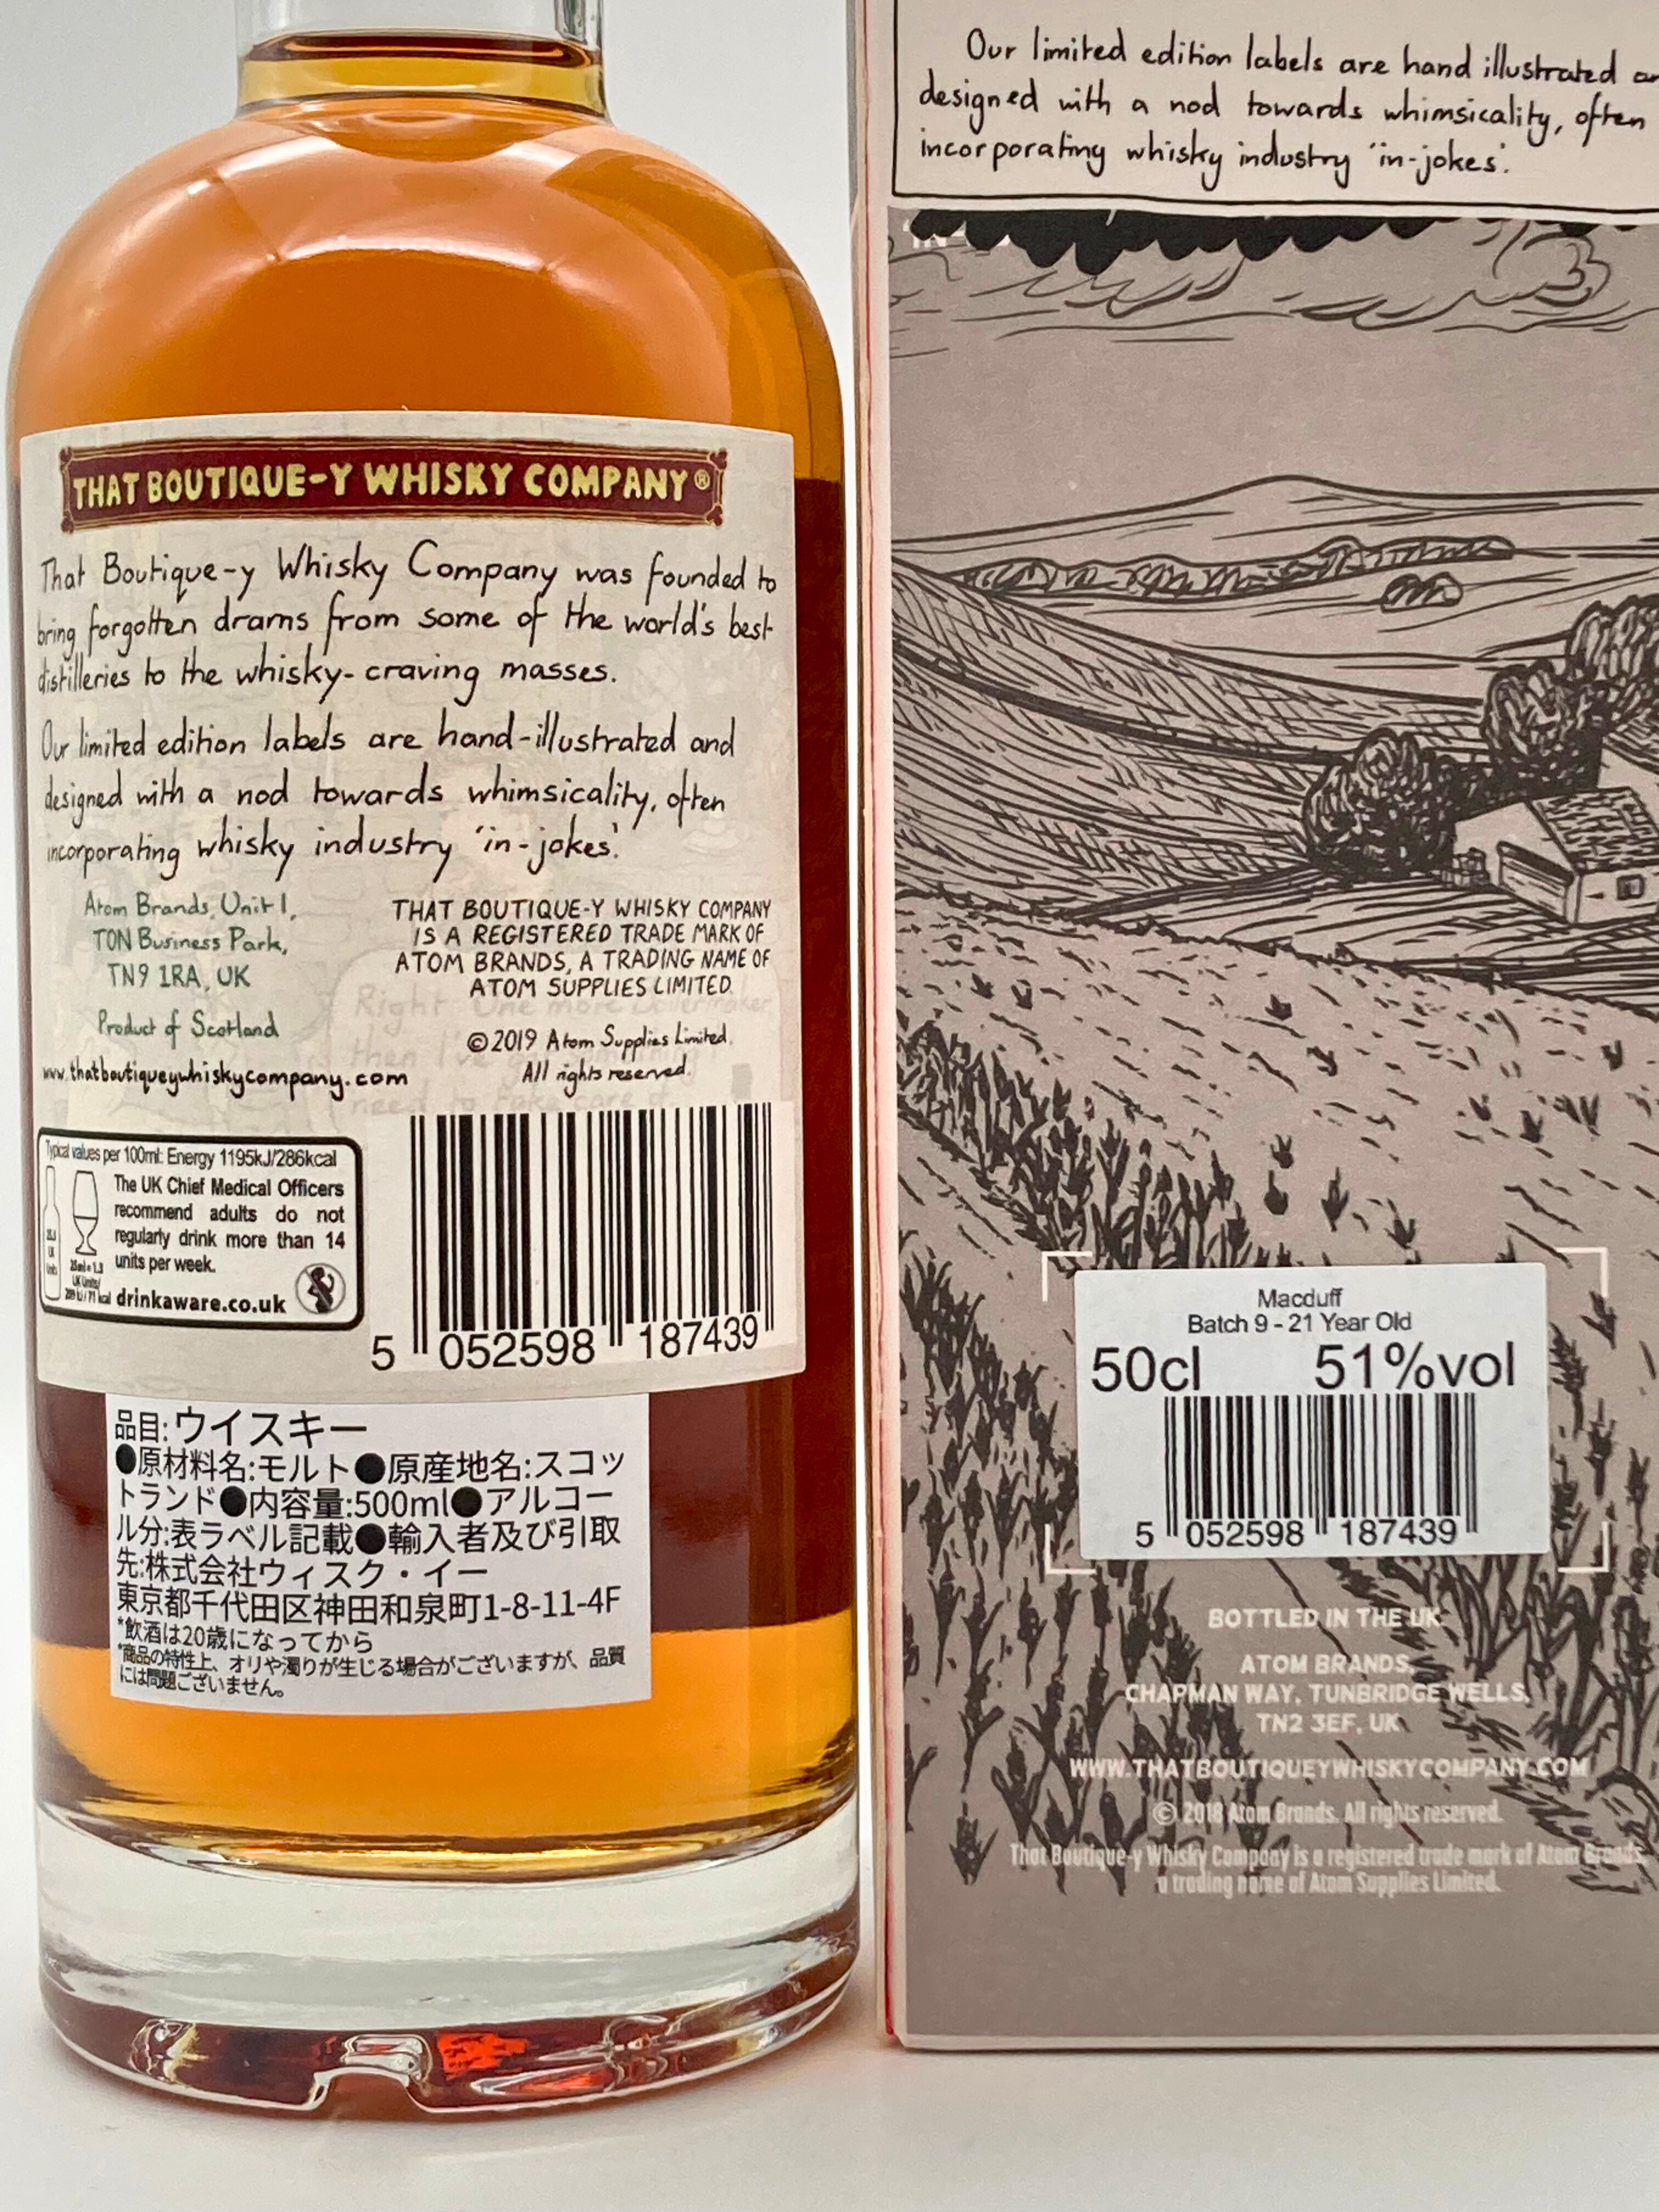 THAT BOUTIQUE-Y WHISKY COMPANY®
That Boutique-y Whisky Company was founded to
bring forgotten drams from some of the world's best
distilleries to the whisky-craving masses.
Our limited edition labels are hand-illustrated and
designed with a nod towards whimsicality, often
incorporating whisky industry 'in-jokes'.
Atom Brands, Unit 1,
TON Business Park,
TN9 1RA, UK
Product of Scotland
www.thatboutiqueywhiskycompany.com
THAT BOUTIQUE-Y WHISKY COMPANY
IS A REGISTERED TRADE MARK OF
ATOM BRANDS, A TRADING NAME OF
ATOM SUPPLIES LIMITED.
©2019 Atom Supplies Limited.
All rights reserved.
Typical values per 100ml: Energy 1195kJ/286kcal
The UK Chief Medical Officers
recommend adults do not
regularly drink more than 14
units per week.
drinkaware.co.uk
UK
Units
25ml=1.3
UK Units/
5 052598 187439
品目:ウイスキー
●原材料名:モルト●原産地名:スコッ
トランド●内容量:500ml●アルコー
ル分:表ラベル記載●輸入者及び引取
先:株式会社ウィスク・イー
東京都千代田区神田和泉町1-8-11-4F
*飲酒は20歳になってから
*商品の特性上、オリや濁りが生じる場合がございますが、品質
には問題ございません。
Our limited edition labels are hand illustrated
designed with a nod towards whimsicality, often
incorporating whisky industry 'in-jokes'.
Macduff
Batch 9 - 21 Year Old
50cl 51%vol
5 052598 187439
BOTTLED IN THE UK
ATOM BRANDS,
CHAPMAN WAY, TUNBRIDGE WELLS,
TN2 3EF, UK
WWW.THATBOUTIQUEYWHISKYCOMPANY.COM
© 2018 Atom Brands. All rights reserved.
That Boutique-y Whisky Company is a registered trade mark of Atom Brands
a trading name of Atom Supplies Limited.